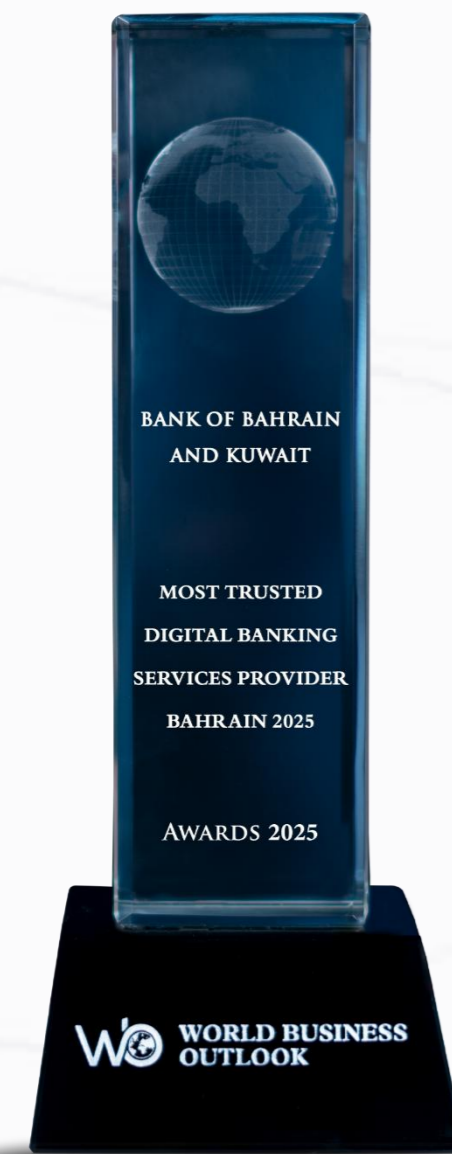 BANK OF BAHRAIN
AND KUWAIT
MOST TRUSTED
DIGITAL BANKING
SERVICES PROVIDER
BAHRAIN 2025
AWARDS 2025
WO WORLD BUSINESS
OUTLOOK